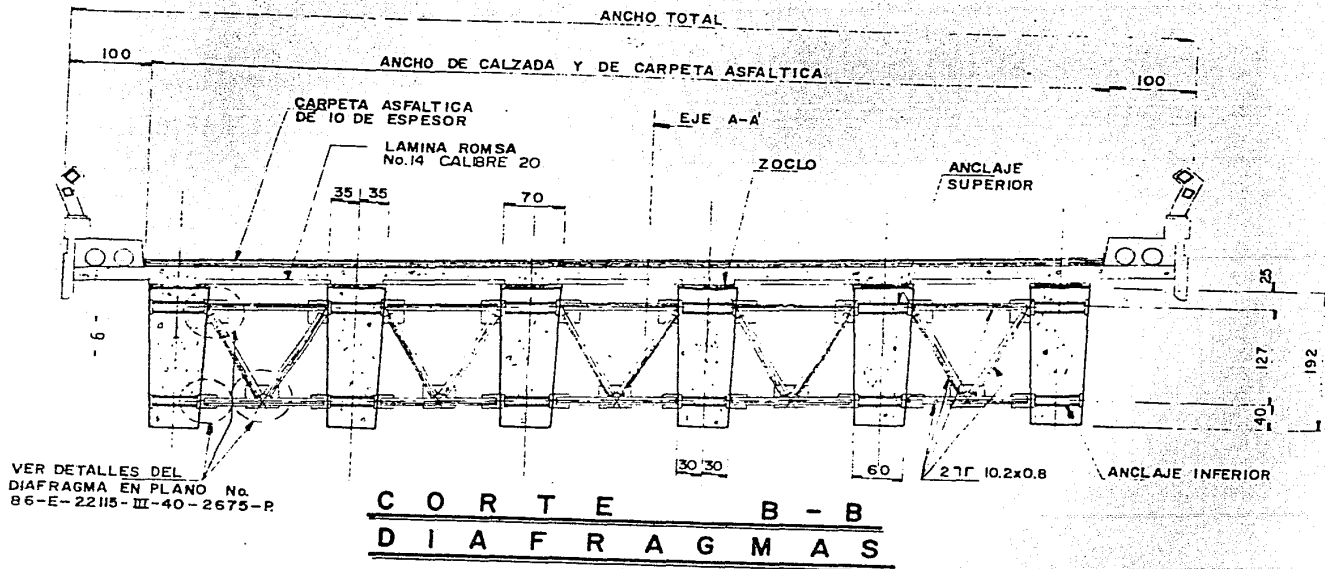 ANCHO TOTAL
100
ANCHO DE CALZADA Y DE CARPETA ASFALTICA
100
CARPETA ASFALTICA
DE 10 DE ESPESOR
EJE A-A'
LAMINA ROMSA
No.14 CALIBRE 20
ZOCLO
ANCLAJE
SUPERIOR
35 35
70
25
127
192
40
30 30
60
10.2x0.8
ANCLAJE INFERIOR
VER DETALLES DEL
DIAFRAGMA EN PLANO No.
86-E-22115-III-40-2675-P.
CORTE B-B
DIAFRAGMAS